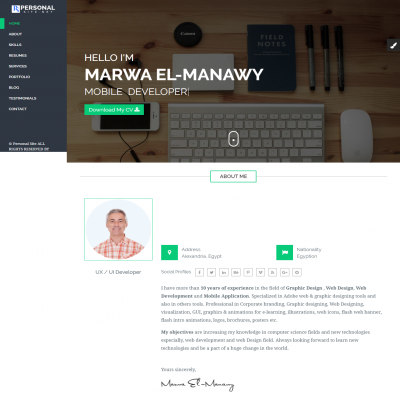 PERSONAL
HOME
ABOUT
SKILLS
RESUMES
SERVICES
PORTFOLIO
BLOG
TESTIMONIALS
CONTACT
© Personal Site ALL
RIGHTS RESERVED BY
FIELD NOTES
HELLO I'M
MARWA EL-MANAWY
MOBILE DEVELOPER|
Download My CV
ABOUT ME
UX / UI Developer
Address
Alexandria, Egypt
Nationality
Egyption
Social Profiles
I have more than 10 years of experience in the field of Graphic Design , Web Design, Web
Development and Mobile Application. Specialized in Adobe web & graphic designing tools and
also in others tools. Professional in Corporate branding, Graphic designing, Web Designing,
visualization, GUI, graphics & animations for e-learning, illustrations, web icons, flash web banner,
flash intro animations, logos, brochures, posters etc.
My objectives are increasing my knowledge in computer science fields and new technologies
especially, web development and web Design field. Always looking forward to learn new
technologies and be a part of a huge change in the world.
Yours sincerely,
Marwa El-Manawy